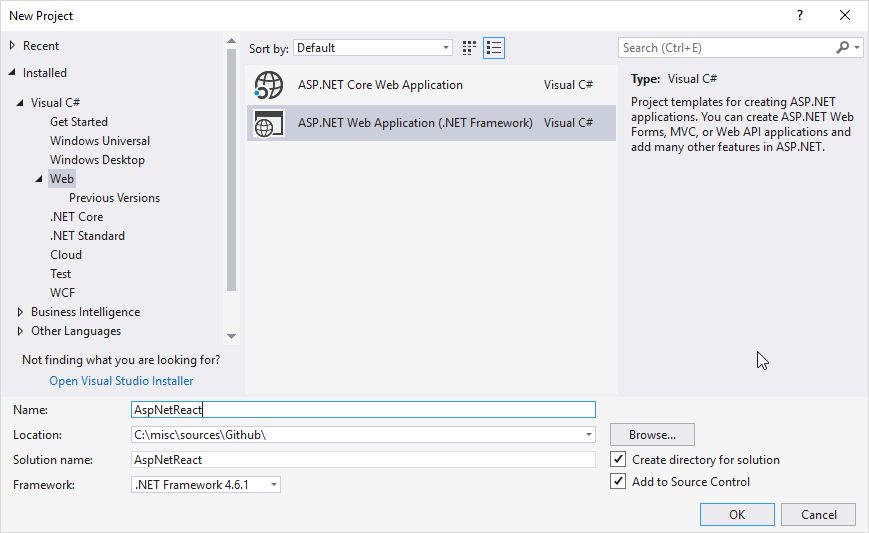 New Project
?
Recent
Installed
Visual C#
Get Started
Windows Universal
Windows Desktop
Web
Previous Versions
.NET Core
.NET Standard
Cloud
Test
WCF
Business Intelligence
Other Languages
Not finding what you are looking for?
Open Visual Studio Installer
Sort by: Default
ASP.NET Core Web Application Visual C#
ASP.NET Web Application (.NET Framework) Visual C#
Search (Ctrl+E)
Type: Visual C#
Project templates for creating ASP.NET
applications. You can create ASP.NET Web
Forms, MVC, or Web API applications and
add many other features in ASP.NET.
Name: AspNetReact
Location: C:\misc\sources\Github\
Browse...
Solution name: AspNetReact
Create directory for solution
Framework: .NET Framework 4.6.1
Add to Source Control
OK Cancel